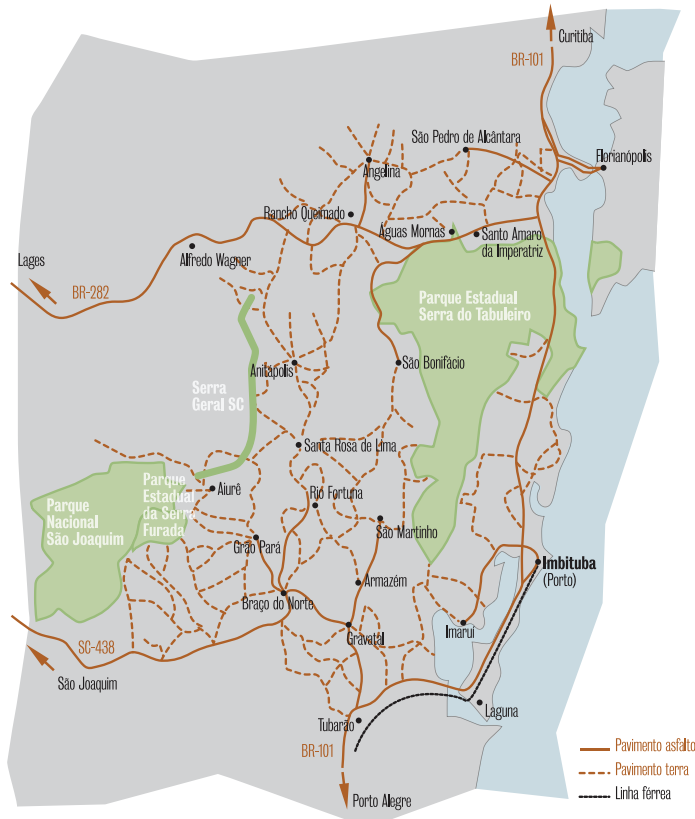 Curitiba
BR-101
São Pedro de Alcântara
Florianópolis
Angelina
Rancho Queimado
Águas Mornas
Santo Amaro
da Imperatriz
Alfredo Wagner
Lages
BR-282
Parque Estadual
Serra do Tabuleiro
Anitápolis
São Bonifácio
Serra
Geral SC
Santa Rosa de Lima
Parque
Estadual
da Serra
Furada
Aiurê
Rio Fortuna
Parque
Nacional
São Joaquim
São Martinho
Grão Pará
Imbituba
(Porto)
Armazém
Braço do Norte
Imaruí
Gravatal
SC-438
São Joaquim
Laguna
Tubarão
BR-101
Porto Alegre
Pavimento asfalto
Pavimento terra
Linha férrea